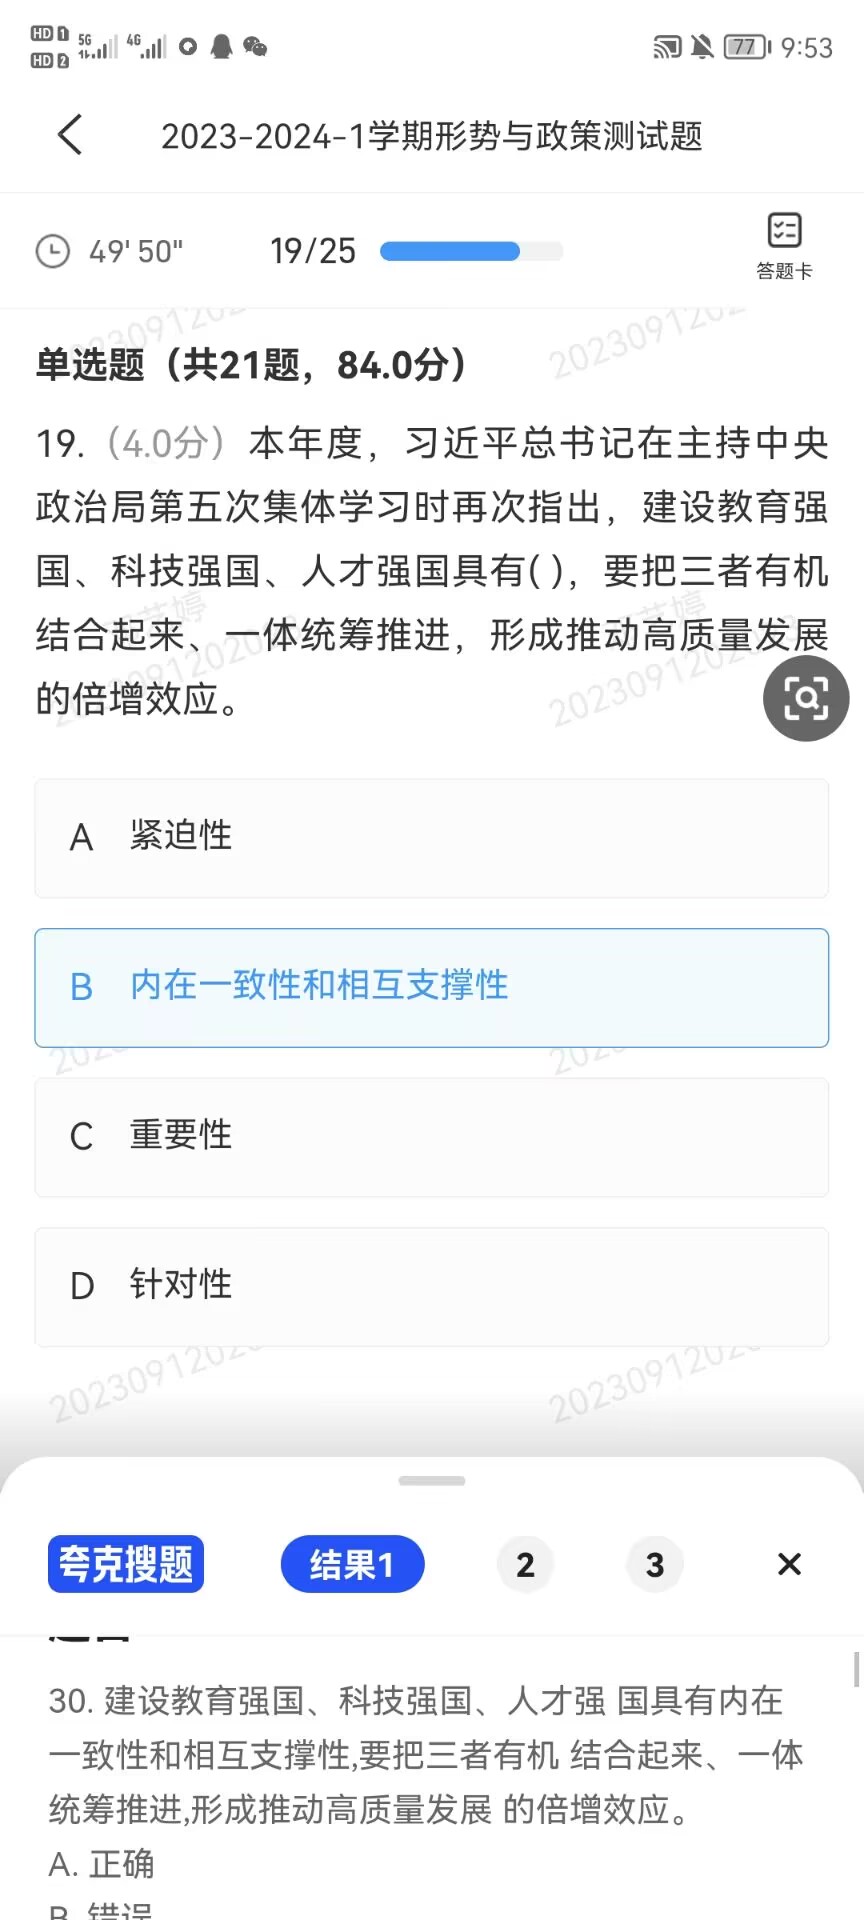 HD 1 5G 4G 77 9:53
HD 2
2023-2024-1学期形势与政策测试题
49' 50" 19/25
答题卡
单选题（共21题，84.0分）
19.（4.0分）本年度，习近平总书记在主持中央
政治局第五次集体学习时再次指出，建设教育强
国、科技强国、人才强国具有( )，要把三者有机
结合起来、一体统筹推进，形成推动高质量发展
的倍增效应。
A 紧迫性
B 内在一致性和相互支撑性
C 重要性
D 针对性
夸克搜题 结果1 2 3 ×
30. 建设教育强国、科技强国、人才强 国具有内在
一致性和相互支撑性,要把三者有机 结合起来、一体
统筹推进,形成推动高质量发展 的倍增效应。
A. 正确
B. 错误